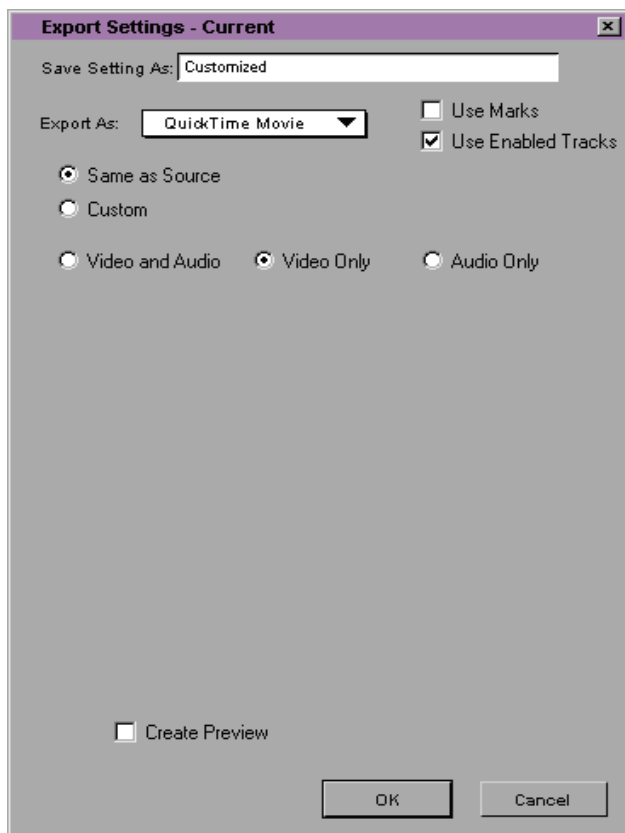 Export Settings - Current
Save Setting As: Customized
Export As: QuickTime Movie
Use Marks
Use Enabled Tracks
Same as Source
Custom
Video and Audio Video Only Audio Only
Create Preview
OK Cancel